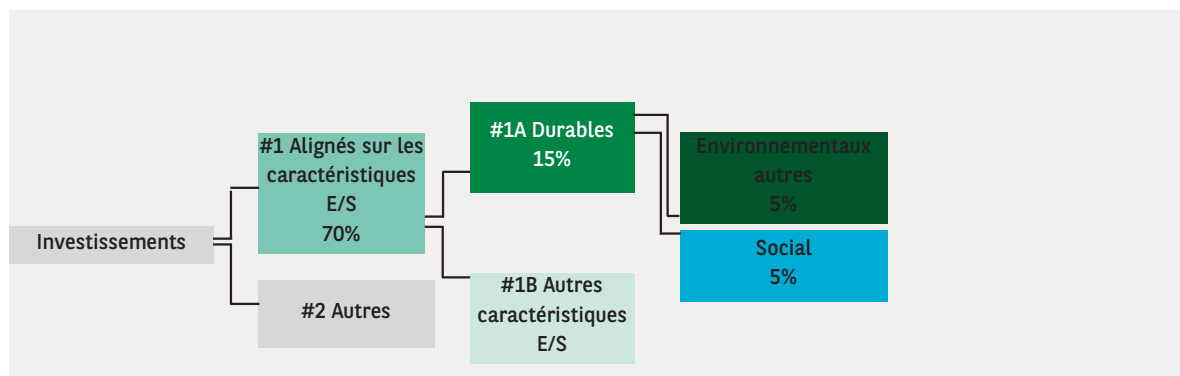 Investissements
#1 Alignés sur les
caractéristiques
E/S
70%
#2 Autres
#1A Durables
15%
#1B Autres
caractéristiques
E/S
Environnementaux
autres
5%
Social
5%